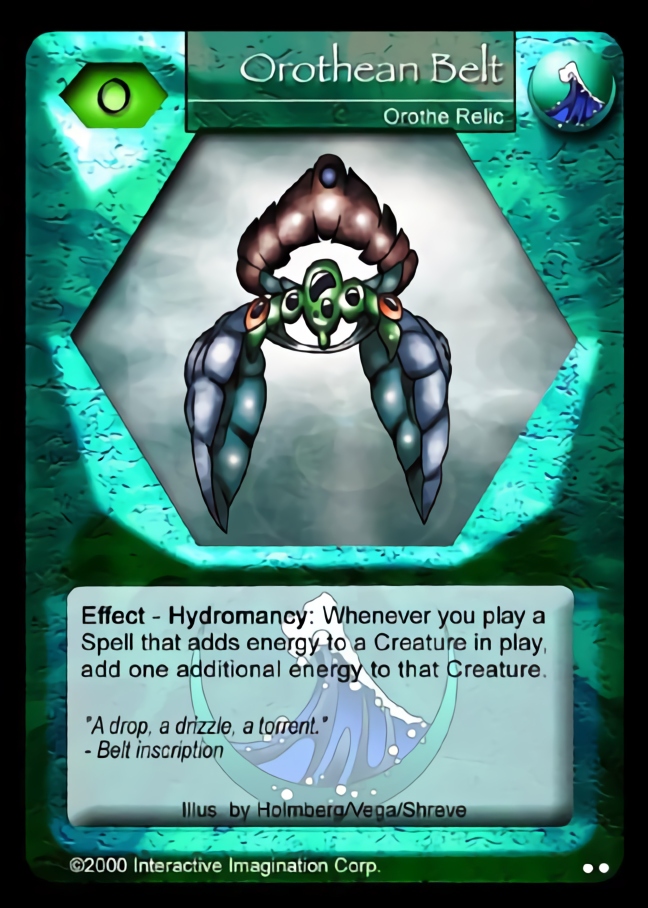 0
Orothean Belt
Orothe Relic
Effect - Hydromancy: Whenever you play a
Spell that adds energy to a Creature in play,
add one additional energy to that Creature.
"A drop, a drizzle, a torrent."
- Belt inscription
Illus by Holmberg/Vega/Shreve
©2000 Interactive Imagination Corp.